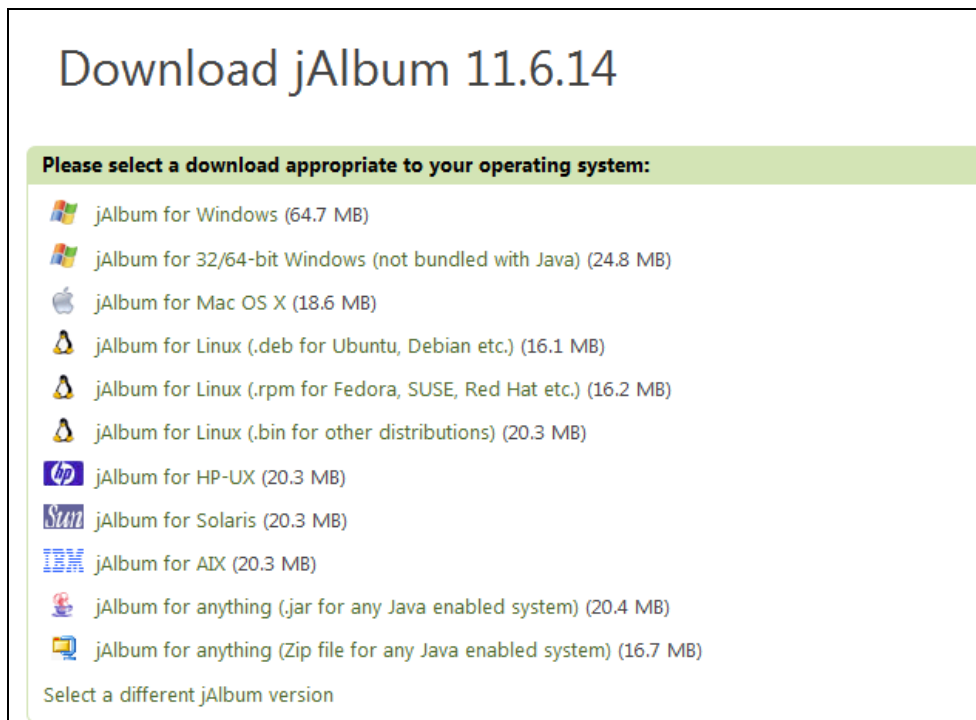 Download jAlbum 11.6.14
Please select a download appropriate to your operating system:
jAlbum for Windows (64.7 MB)
jAlbum for 32/64-bit Windows (not bundled with Java) (24.8 MB)
jAlbum for Mac OS X (18.6 MB)
jAlbum for Linux (.deb for Ubuntu, Debian etc.) (16.1 MB)
jAlbum for Linux (.rpm for Fedora, SUSE, Red Hat etc.) (16.2 MB)
jAlbum for Linux (.bin for other distributions) (20.3 MB)
hp jAlbum for HP-UX (20.3 MB)
Sun jAlbum for Solaris (20.3 MB)
IBM jAlbum for AIX (20.3 MB)
jAlbum for anything (.jar for any Java enabled system) (20.4 MB)
jAlbum for anything (Zip file for any Java enabled system) (16.7 MB)
Select a different jAlbum version